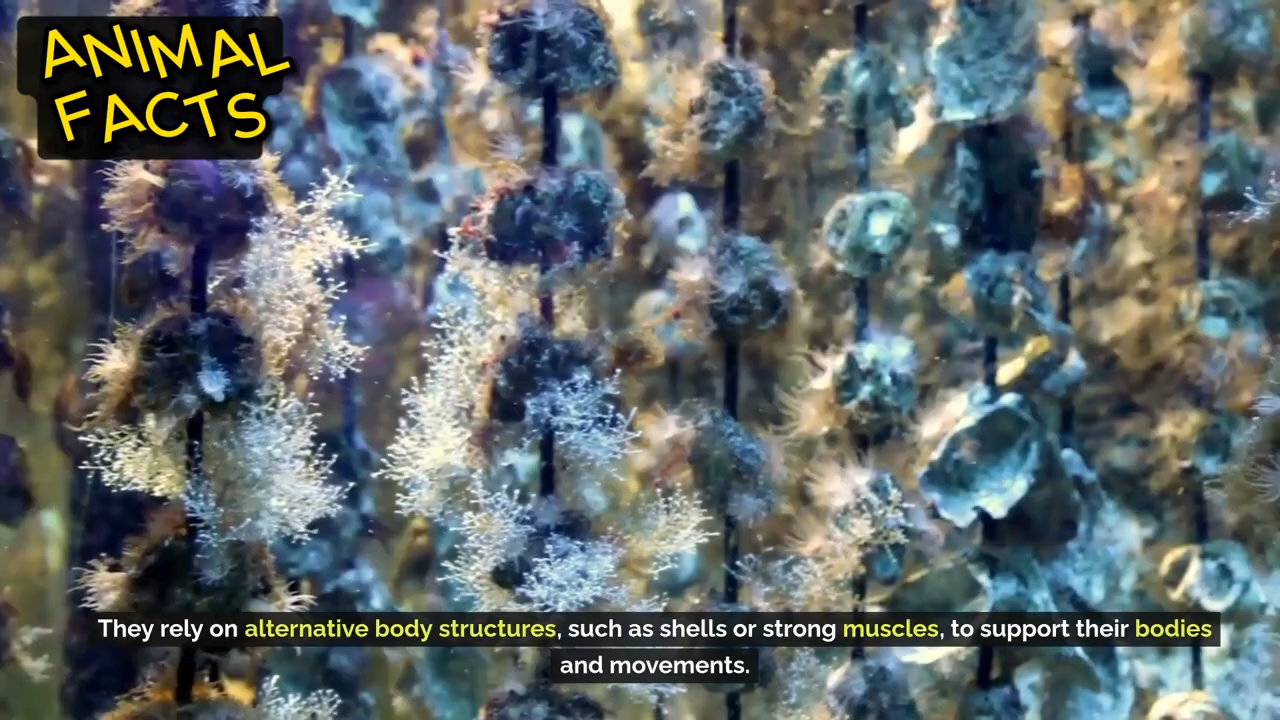 ANIMAL
FACTS
They rely on alternative body structures, such as shells or strong muscles, to support their bodies
and movements.